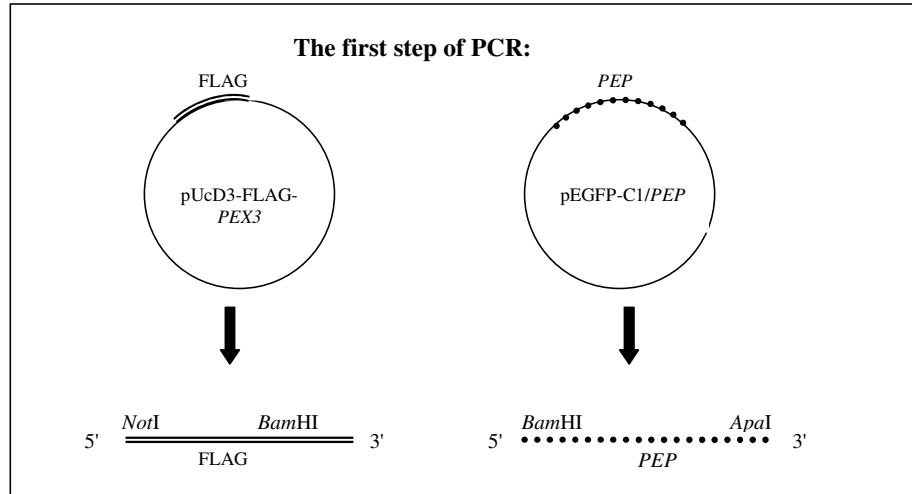 The first step of PCR:
FLAG
pUcD3-FLAG-
PEX3
PEP
pEGFP-C1/PEP
NotI BamHI
5' 3'
FLAG
BamHI ApaI
5' 3'
PEP